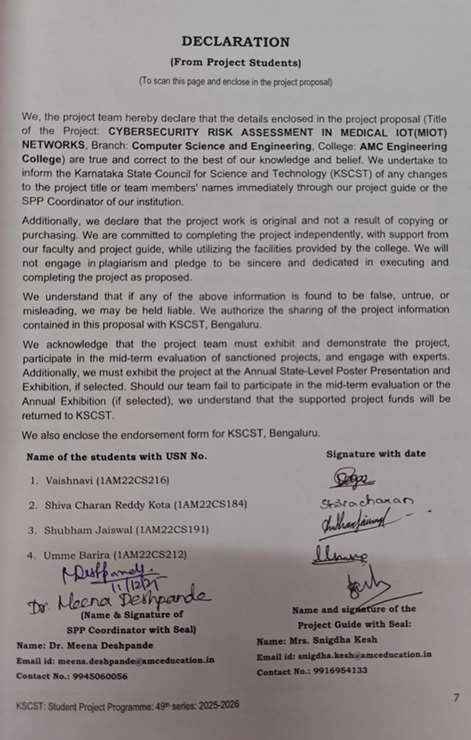 DECLARATION
(From Project Students)
(To scan this page and enclose in the project proposal)
We, the project team hereby declare that the details enclosed in the project proposal (Title
of the Project: CYBERSECURITY RISK ASSESSMENT IN MEDICAL IOT(MIOT)
NETWORKS, Branch: Computer Science and Engineering, College: AMC Engineering
College) are true and correct to the best of our knowledge and belief. We undertake to
inform the Karnataka State Council for Science and Technology (KSCST) of any changes
to the project title or team members' names immediately through our project guide or the
SPP Coordinator of our institution.
Additionally, we declare that the project work is original and not a result of copying or
purchasing. We are committed to completing the project independently, with support from
our faculty and project guide, while utilizing the facilities provided by the college. We will
not engage in plagiarism and pledge to be sincere and dedicated in executing and
completing the project as proposed.
We understand that if any of the above information is found to be false, untrue, or
misleading, we may be held liable. We authorize the sharing of the project information
contained in this proposal with KSCST, Bengaluru.
We acknowledge that the project team must exhibit and demonstrate the project,
participate in the mid-term evaluation of sanctioned projects, and engage with experts.
Additionally, we must exhibit the project at the Annual State-Level Poster Presentation and
Exhibition, if selected. Should our team fail to participate in the mid-term evaluation or the
Annual Exhibition (if selected), we understand that the supported project funds will be
returned to KSCST.
We also enclose the endorsement form for KSCST, Bengaluru.
Name of the students with USN No. Signature with date
1. Vaishnavi (1AM22CS216)
2. Shiva Charan Reddy Kota (1AM22CS184) Shivacharan
3. Shubham Jaiswal (1AM22CS191)
4. Umme Barira (1AM22CS212)
Dr. Meena Deshpande
(Name & Signature of
SPP Coordinator with Seal)
Name: Dr. Meena Deshpande
Email id: meena.deshpande@amceducation.in
Contact No.: 9945060056
Name and signature of the
Project Guide with Seal:
Name: Mrs. Snigdha Kesh
Email id: snigdha.kesh@amceducation.in
Contact No.: 9916954133
KSCST: Student Project Programme: 49th series: 2025-2026
7